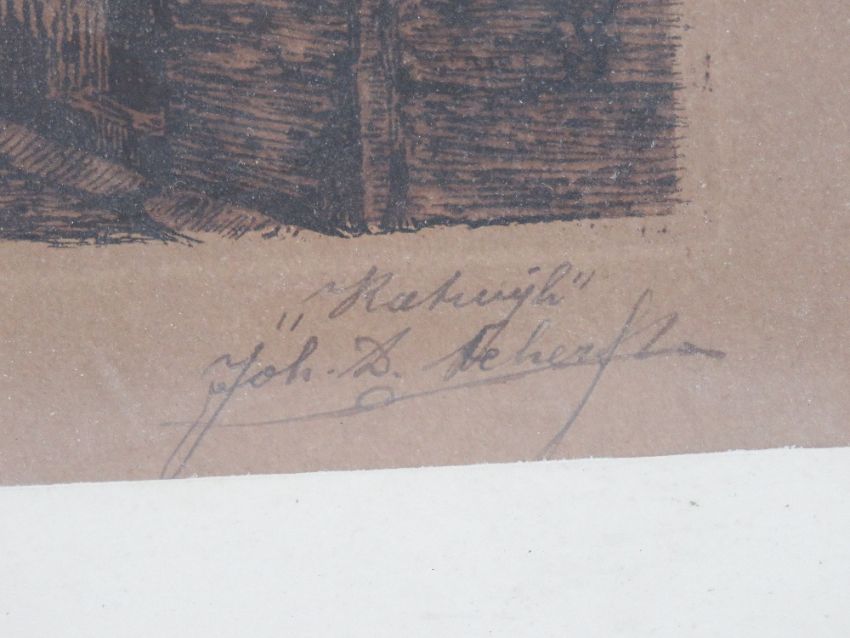 „Katwijk"
Joh. D. Scherft